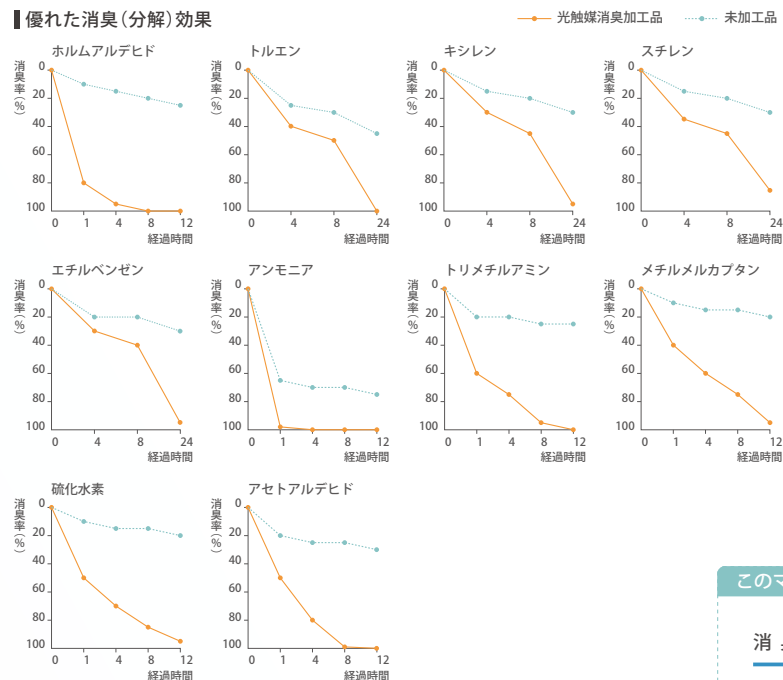 優れた消臭(分解)効果
光触媒消臭加工品 未加工品
ホルムアルデヒド
消臭率(%)
0
20
40
60
80
100
0 1 4 8 12
経過時間
トルエン
消臭率(%)
0
20
40
60
80
100
0 4 8 24
経過時間
キシレン
消臭率(%)
0
20
40
60
80
100
0 4 8 24
経過時間
スチレン
消臭率(%)
0
20
40
60
80
100
0 4 8 24
経過時間
エチルベンゼン
消臭率(%)
0
20
40
60
80
100
0 4 8 24
経過時間
アンモニア
消臭率(%)
0
20
40
60
80
100
0 1 4 8 12
経過時間
トリメチルアミン
消臭率(%)
0
20
40
60
80
100
0 1 4 8 12
経過時間
メチルメルカプタン
消臭率(%)
0
20
40
60
80
100
0 1 4 8 12
経過時間
硫化水素
消臭率(%)
0
20
40
60
80
100
0 1 4 8 12
経過時間
アセトアルデヒド
消臭率(%)
0
20
40
60
80
100
0 1 4 8 12
経過時間
この
消